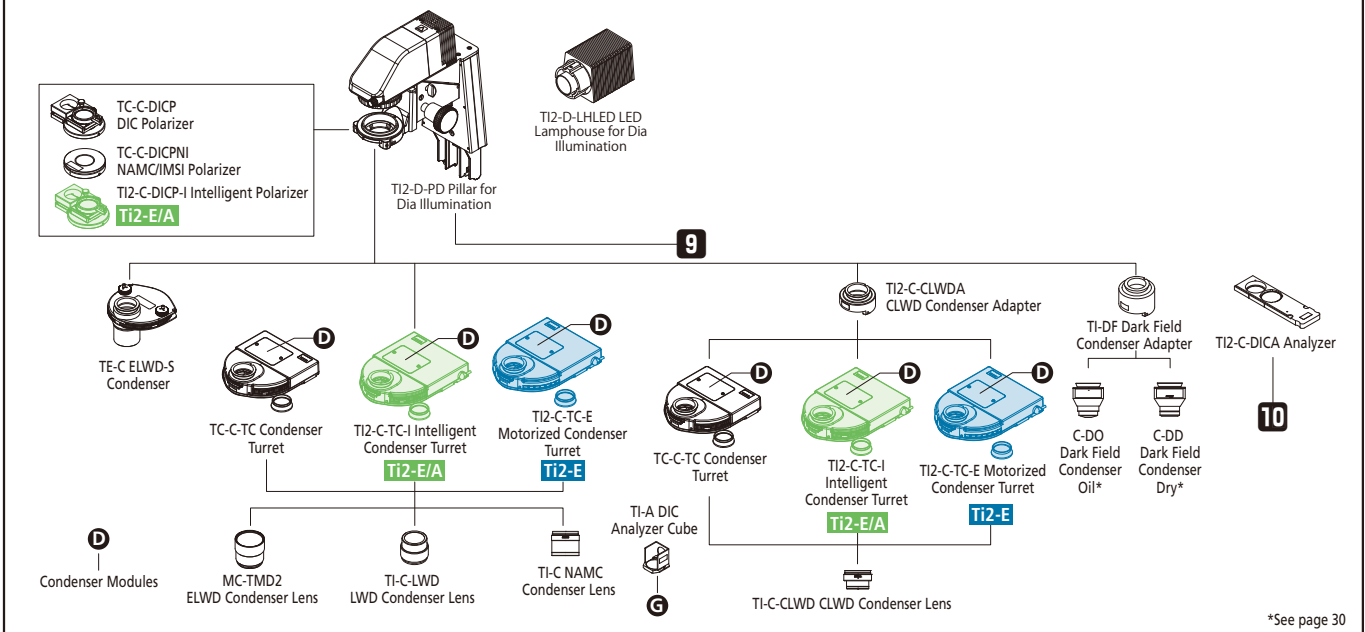 TC-C-DICP
DIC Polarizer
TC-C-DICPNI
NAMC/IMSI Polarizer
TI2-C-DICP-I Intelligent Polarizer
Ti2-E/A
TI2-D-PD Pillar for
Dia Illumination
TI2-D-LHLED LED
Lamphouse for Dia
Illumination
9
TE-C ELWD-S
Condenser
D
TC-C-TC Condenser
Turret
D
TI2-C-TC-I Intelligent
Condenser Turret
Ti2-E/A
D
TI2-C-TC-E
Motorized Condenser
Turret
Ti2-E
TI2-C-CLWDA
CLWD Condenser Adapter
D
TC-C-TC Condenser
Turret
D
TI2-C-TC-I
Intelligent
Condenser Turret
Ti2-E/A
D
TI2-C-TC-E Motorized
Condenser Turret
Ti2-E
TI-DF Dark Field
Condenser Adapter
C-DO
Dark Field
Condenser
Oil*
C-DD
Dark Field
Condenser
Dry*
TI2-C-DICA Analyzer
10
D
Condenser Modules
MC-TMD2
ELWD Condenser Lens
TI-C-LWD
LWD Condenser Lens
TI-C NAMC
Condenser Lens
TI-A DIC
Analyzer Cube
G
TI-C-CLWD CLWD Condenser Lens
*See page 30